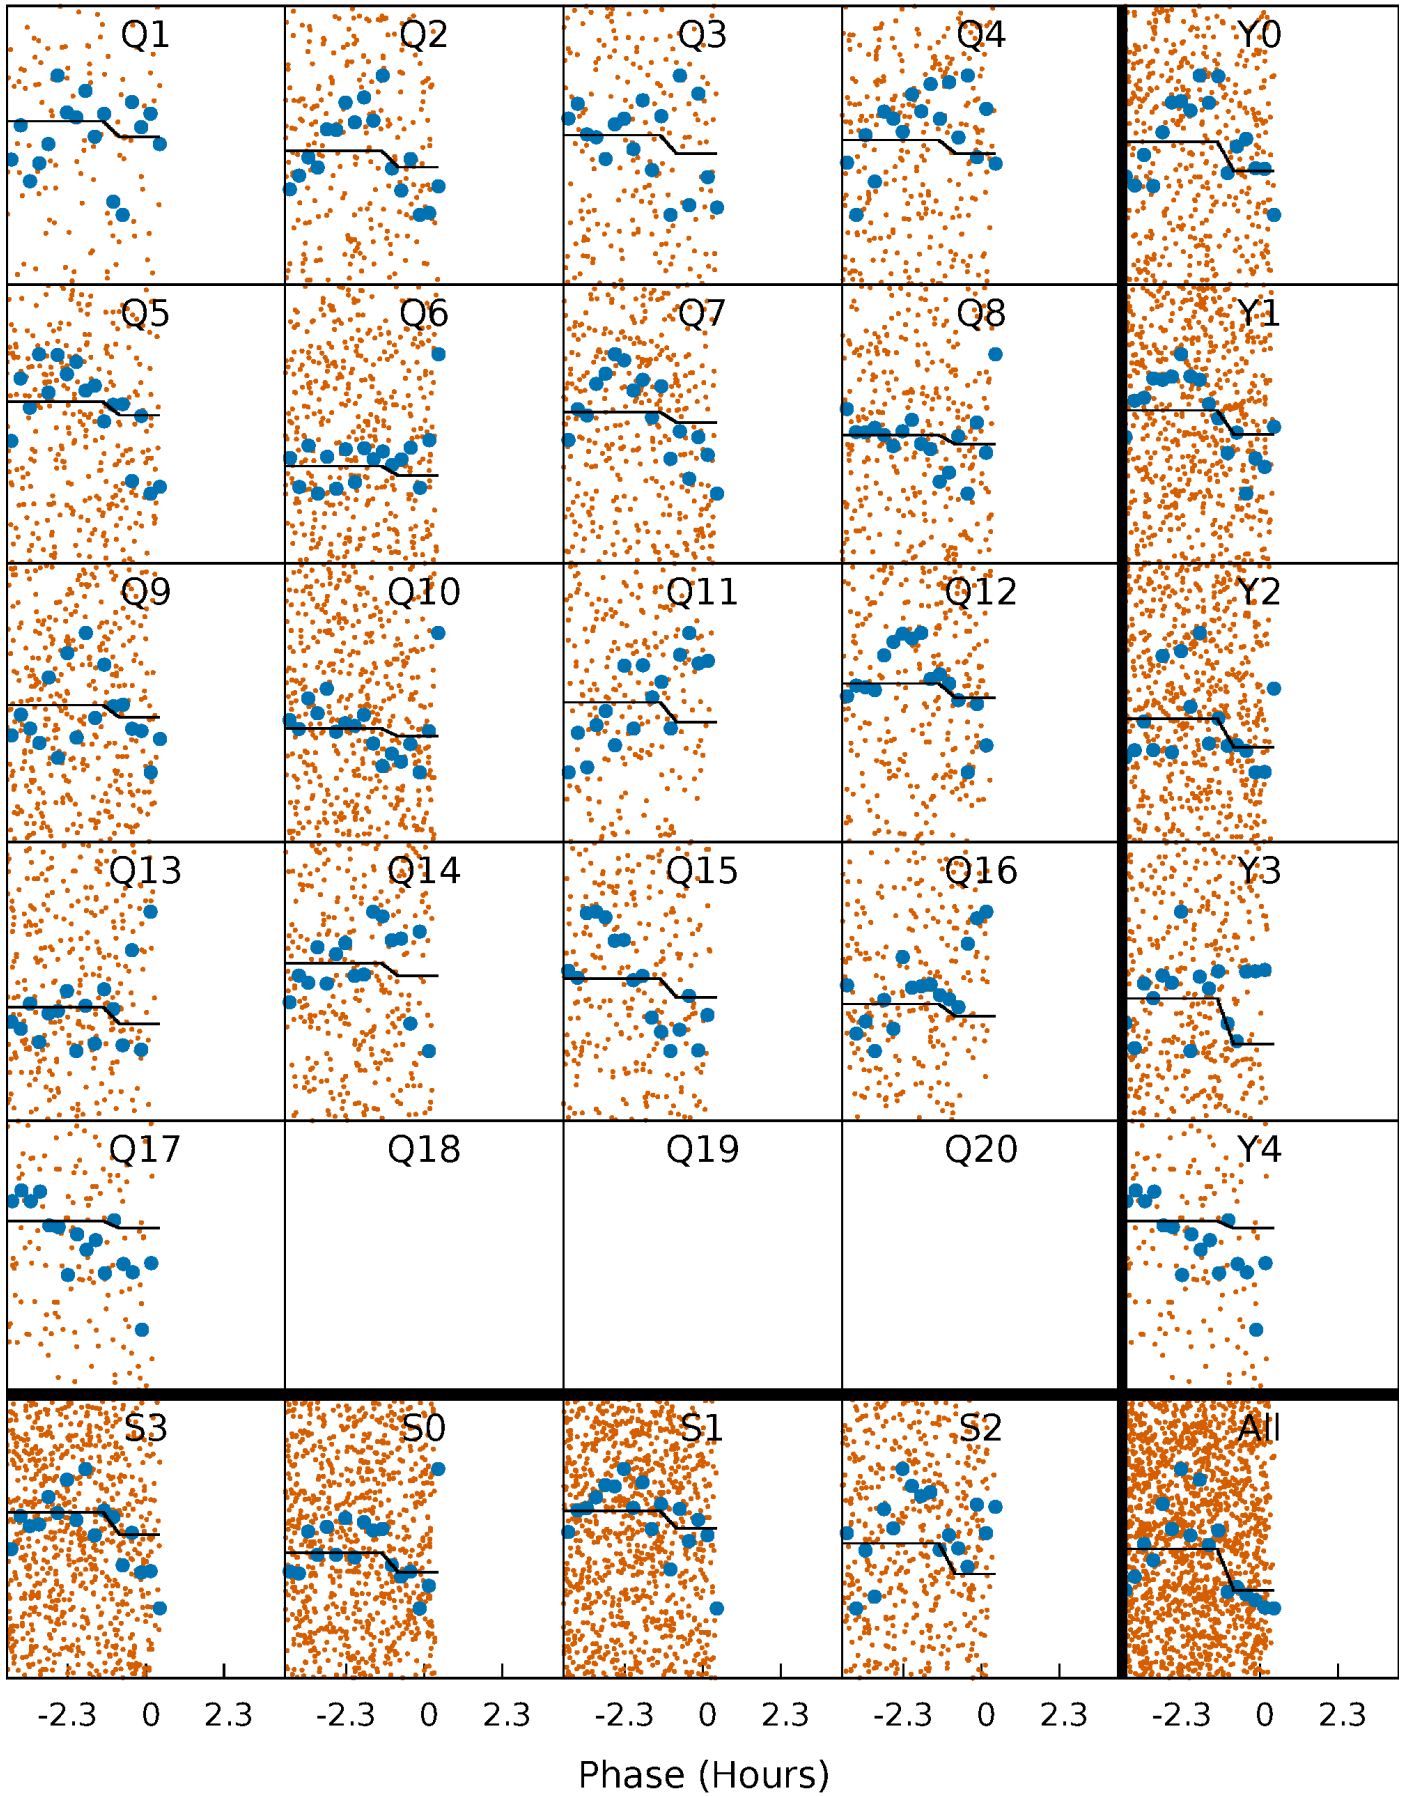 Q1 Q2 Q3 Q4 Y0
Q5 Q6 Q7 Q8 Y1
Q9 Q10 Q11 Q12 Y2
Q13 Q14 Q15 Q16 Y3
Q17 Q18 Q19 Q20 Y4
S3 S0 S1 S2 All
-2.3 0 2.3 -2.3 0 2.3 -2.3 0 2.3 -2.3 0 2.3 -2.3 0 2.3
Phase (Hours)